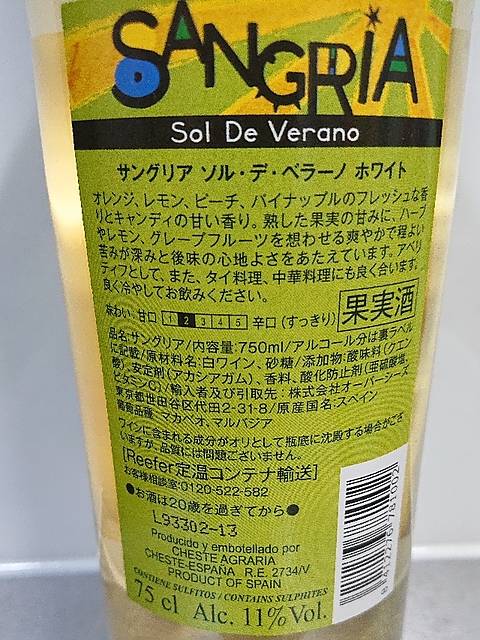 SANGRIA
Sol De Verano
サングリア ソル・デ・ベラーノ ホワイト
オレンジ、レモン、ピーチ、パイナップルのフレッシュな香
りとキャンディの甘い香り。熟した果実の甘みに、ハーブ
やレモン、グレープフルーツを想わせる爽やかで程よい
苦みが深みと後味の心地よさをあたえています。アペリ
ティフとして、また、タイ料理、中華料理にも良く合います。
良く冷やしてお飲みください。
味わい: 甘口 1 2 3 4 5 辛口 (すっきり) 果実酒
品名:サングリア/内容量:750ml/アルコール分は裏ラベル
に記載/原材料名:白ワイン、砂糖/添加物:酸味料(クエン
酸)、安定剤(アカシアガム)、香料、酸化防止剤(亜硫酸塩、
ビタミンC)/輸入者及び引取先:株式会社オーバーシーズ
東京都世田谷区代田2-31-8/原産国名:スペイン
葡萄品種:マカベオ、マルバジア
ワインに含まれる成分がオリとして瓶底に沈殿する場合がござ
いますが、品質には問題ございません。
[Reefer定温コンテナ輸送]
お客様相談室:0120-522-582
●お酒は20歳を過ぎてから●
L93302-13
Producido y embotellado por
CHESTE AGRARIA
CHESTE-ESPAÑA R.E. 2734/V
PRODUCT OF SPAIN
CONTIENE SULFITOS / CONTAINS SULPHITES
75 cl Alc. 11% Vol.